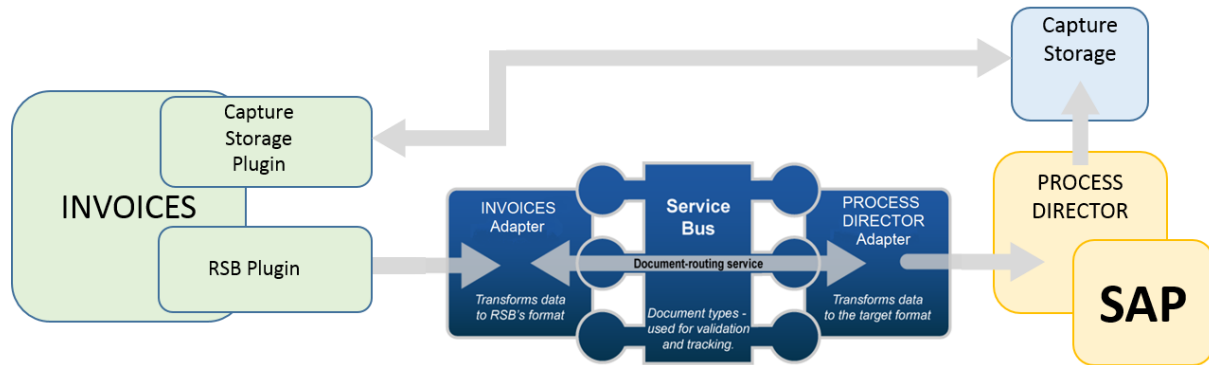 Capture
Storage
Capture
Storage
Plugin
INVOICES
RSB Plugin
INVOICES
Adapter
Transforms data
to RSB's format
Service
Bus
Document-routing service
Document types -
used for validation
and tracking.
PROCESS
DIRECTOR
Adapter
Transforms data
to the target format
PROCESS
DIRECTOR
SAP